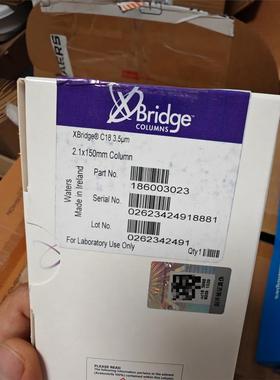 XBridge™
COLUMNS
XBridge® C18 3.5µm
2.1x150mm Column
Part No.
186003023
Serial No.
02623424918881
Lot No.
0262342491
Waters
Made in Ireland
For Laboratory Use Only
Qty:1
PLEASE READ